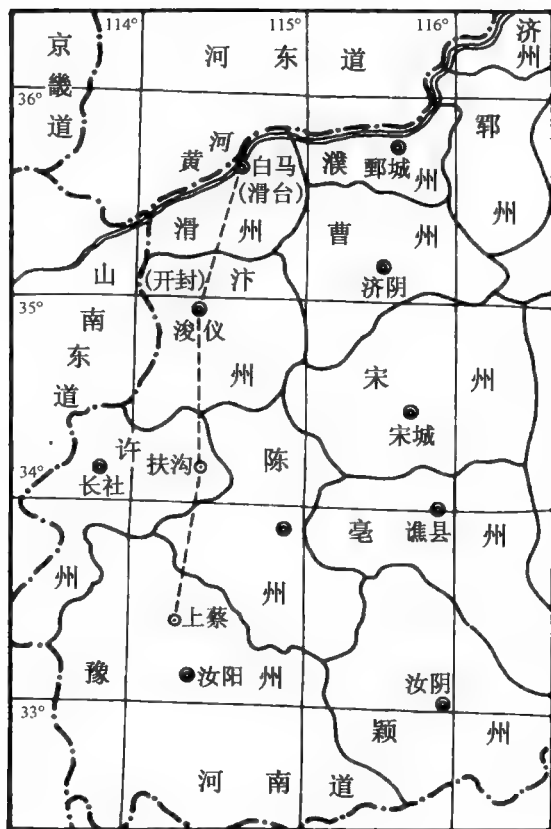 114° 115° 116°
京畿道
河东道
济州
36°
郓州
黄河
白马
(滑台)
濮州
鄄城
滑州
曹州
山南东道
(开封)
汴州
济阴
35°
浚仪
宋州
宋城
许州
扶沟
陈州
长社
34°
亳州
谯县
上蔡
豫州
汝阳
汝阴
33°
颖州
河南道